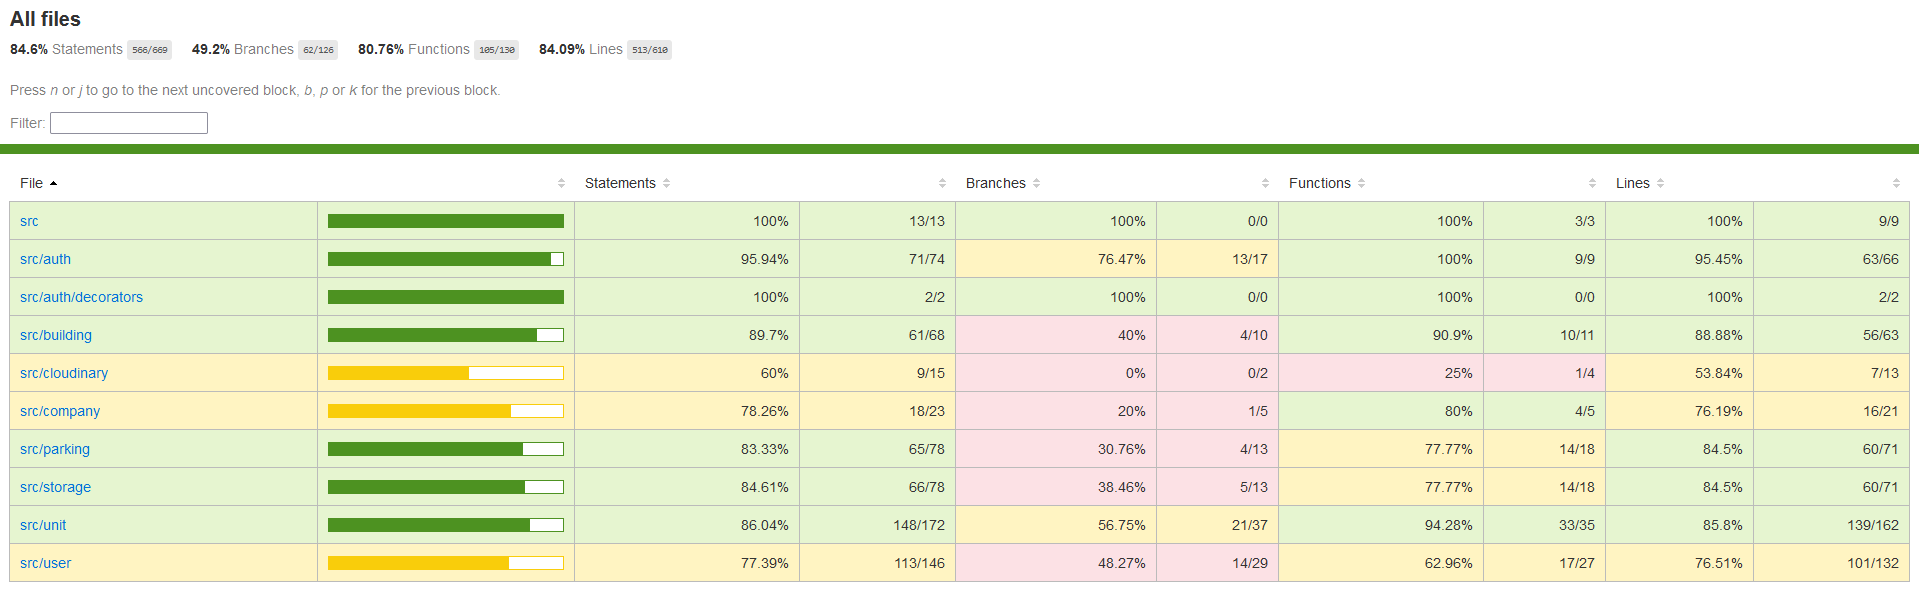 All files
84.6% Statements 566/669 49.2% Branches 62/126 80.76% Functions 105/130 84.09% Lines 513/610
Press n or j to go to the next uncovered block, b, p or k for the previous block.
Filter:
File Statements Branches Functions Lines
src 100% 13/13 100% 0/0 100% 3/3 100% 9/9
src/auth 95.94% 71/74 76.47% 13/17 100% 9/9 95.45% 63/66
src/auth/decorators 100% 2/2 100% 0/0 100% 0/0 100% 2/2
src/building 89.7% 61/68 40% 4/10 90.9% 10/11 88.88% 56/63
src/cloudinary 60% 9/15 0% 0/2 25% 1/4 53.84% 7/13
src/company 78.26% 18/23 20% 1/5 80% 4/5 76.19% 16/21
src/parking 83.33% 65/78 30.76% 4/13 77.77% 14/18 84.5% 60/71
src/storage 84.61% 66/78 38.46% 5/13 77.77% 14/18 84.5% 60/71
src/unit 86.04% 148/172 56.75% 21/37 94.28% 33/35 85.8% 139/162
src/user 77.39% 113/146 48.27% 14/29 62.96% 17/27 76.51% 101/132